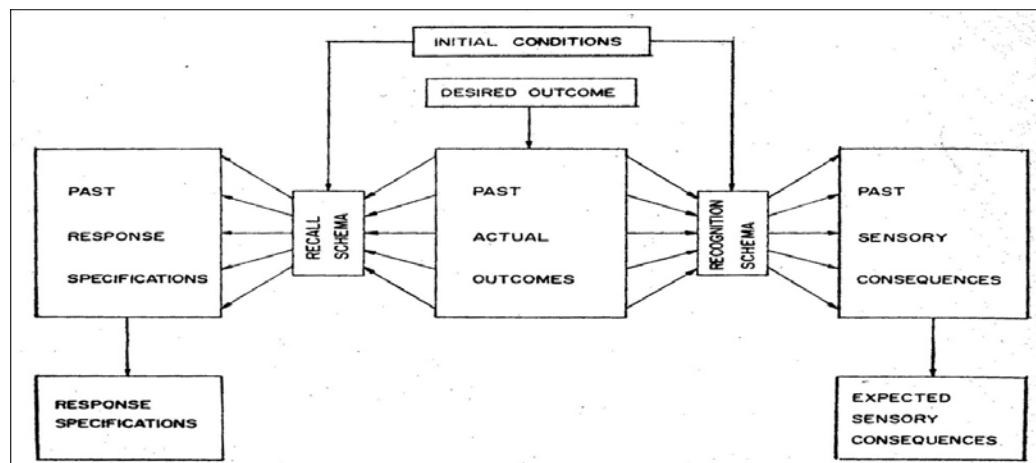 INITIAL CONDITIONS
DESIRED OUTCOME
PAST
RESPONSE
SPECIFICATIONS
RECALL
SCHEMA
PAST
ACTUAL
OUTCOMES
RECOGNITION
SCHEMA
PAST
SENSORY
CONSEQUENCES
RESPONSE
SPECIFICATIONS
EXPECTED
SENSORY
CONSEQUENCES